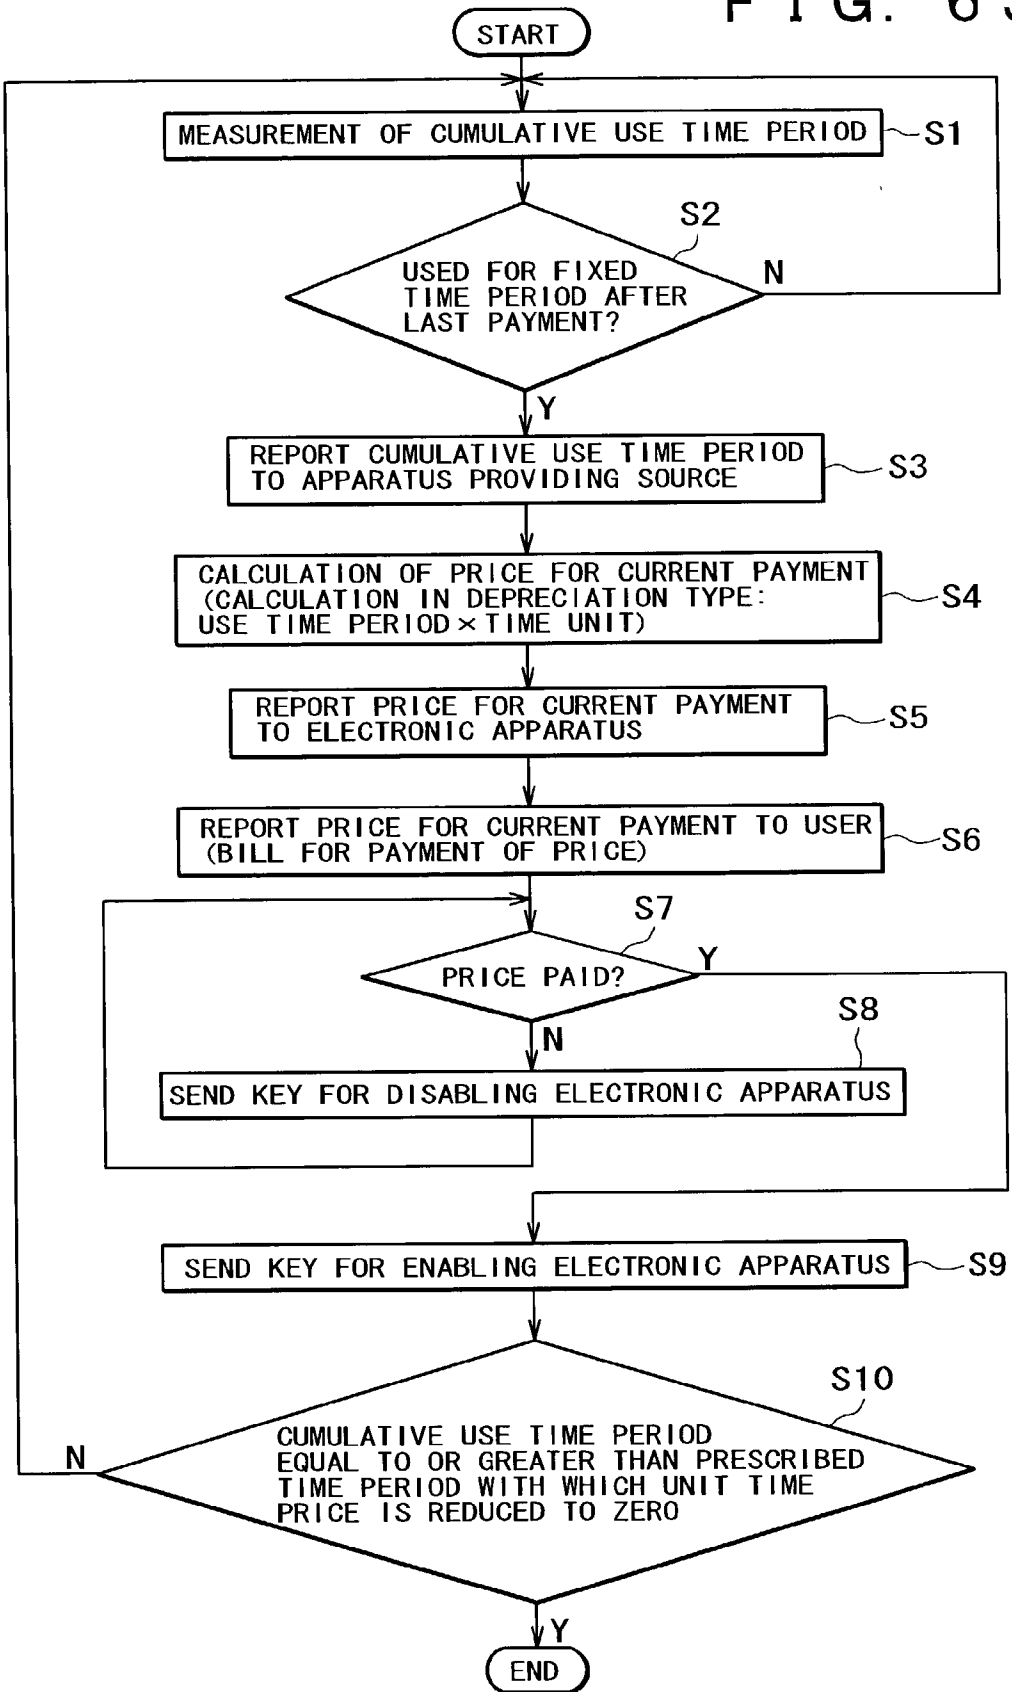 FIG. 6
START
MEASUREMENT OF CUMULATIVE USE TIME PERIOD
S1
S2
USED FOR FIXED
TIME PERIOD AFTER
LAST PAYMENT?
N
Y
REPORT CUMULATIVE USE TIME PERIOD
TO APPARATUS PROVIDING SOURCE
S3
CALCULATION OF PRICE FOR CURRENT PAYMENT
(CALCULATION IN DEPRECIATION TYPE:
USE TIME PERIOD × TIME UNIT)
S4
REPORT PRICE FOR CURRENT PAYMENT
TO ELECTRONIC APPARATUS
S5
REPORT PRICE FOR CURRENT PAYMENT TO USER
(BILL FOR PAYMENT OF PRICE)
S6
S7
PRICE PAID?
Y
N
S8
SEND KEY FOR DISABLING ELECTRONIC APPARATUS
SEND KEY FOR ENABLING ELECTRONIC APPARATUS
S9
S10
CUMULATIVE USE TIME PERIOD
EQUAL TO OR GREATER THAN PRESCRIBED
TIME PERIOD WITH WHICH UNIT TIME
PRICE IS REDUCED TO ZERO
N
Y
END